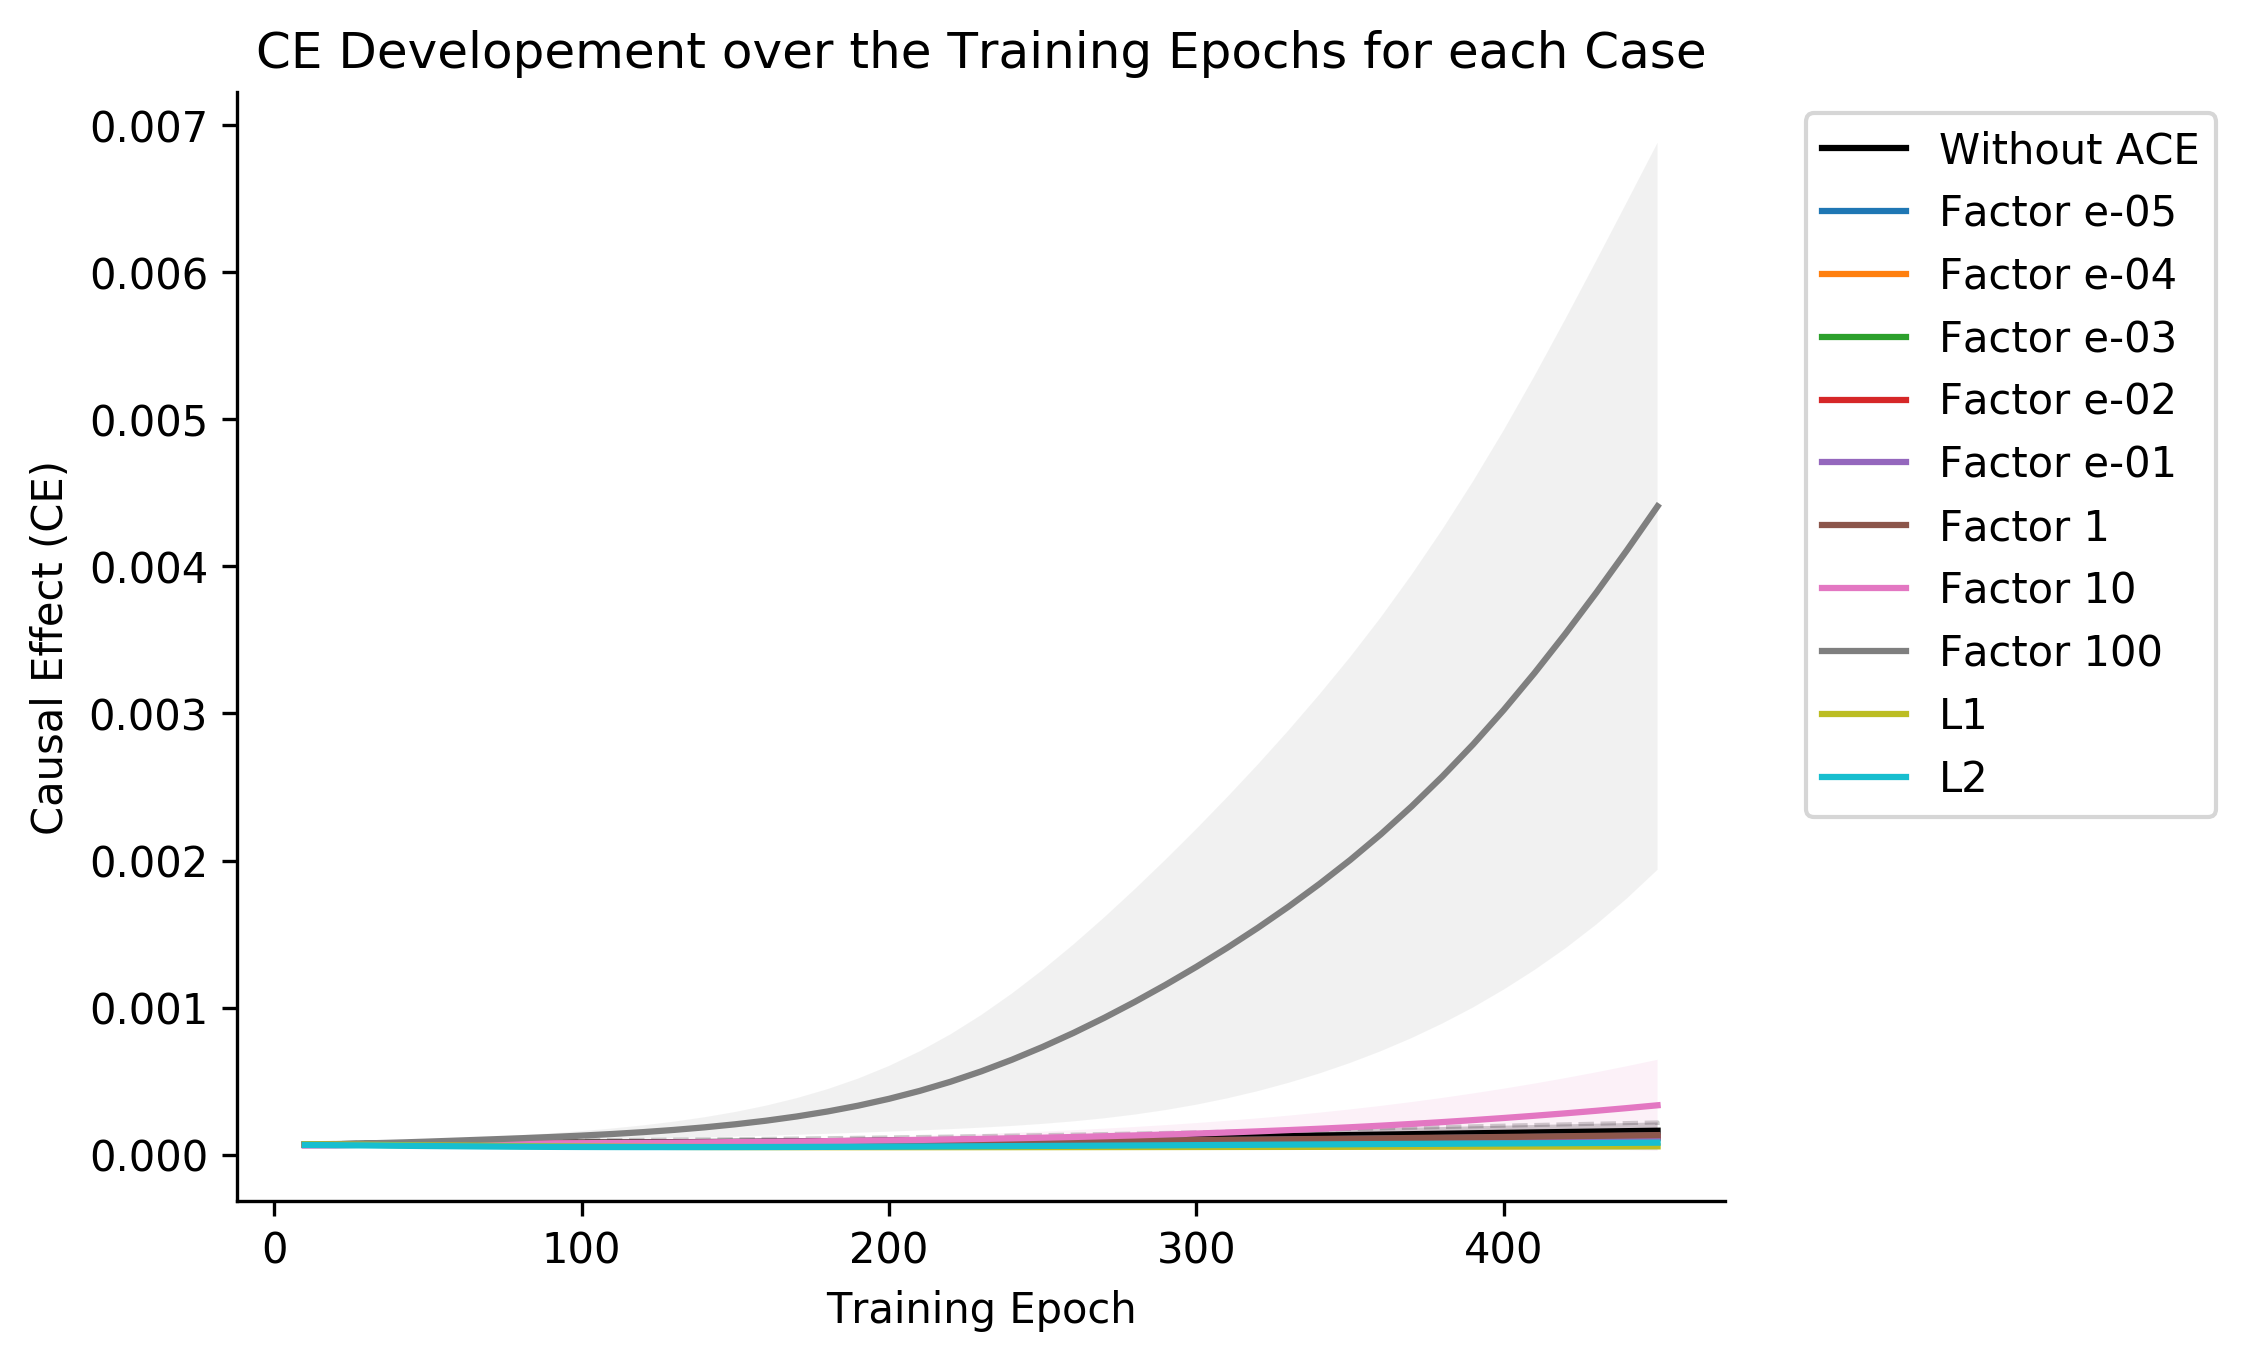 CE Developement over the Training Epochs for each Case
Causal Effect (CE)
0.007
0.006
0.005
0.004
0.003
0.002
0.001
0.000
0
100
200
300
400
Training Epoch
Without ACE
Factor e-05
Factor e-04
Factor e-03
Factor e-02
Factor e-01
Factor 1
Factor 10
Factor 100
L1
L2